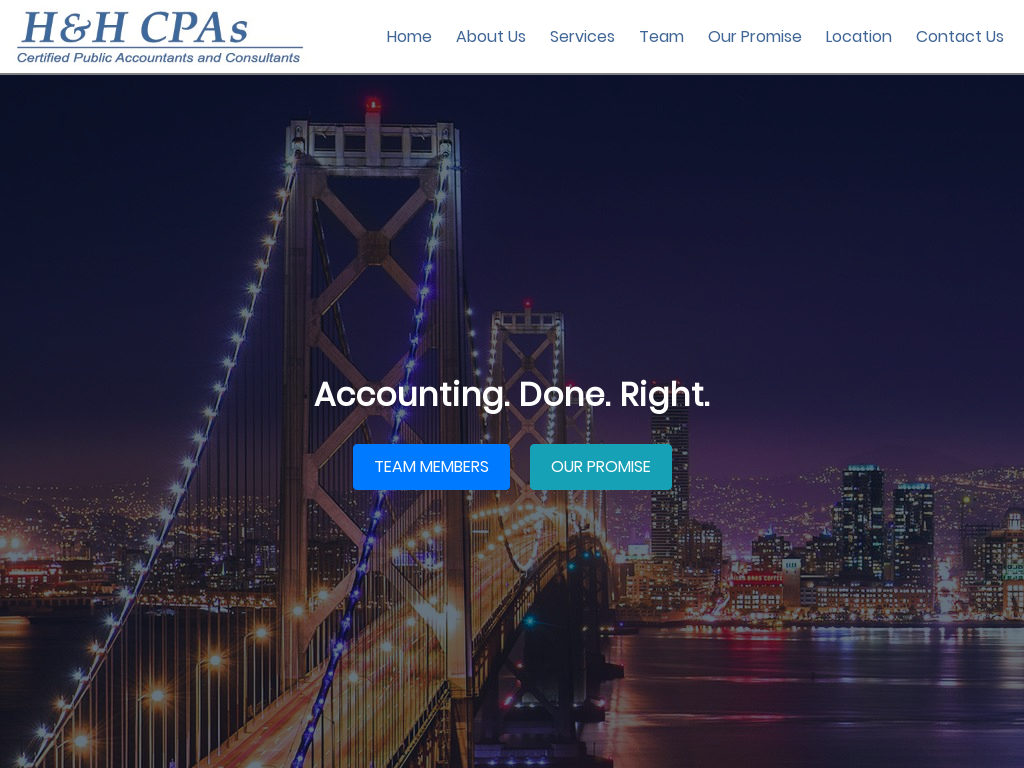 H&H CPAs
Certified Public Accountants and Consultants
Home About Us Services Team Our Promise Location Contact Us
Accounting. Done. Right.
TEAM MEMBERS OUR PROMISE